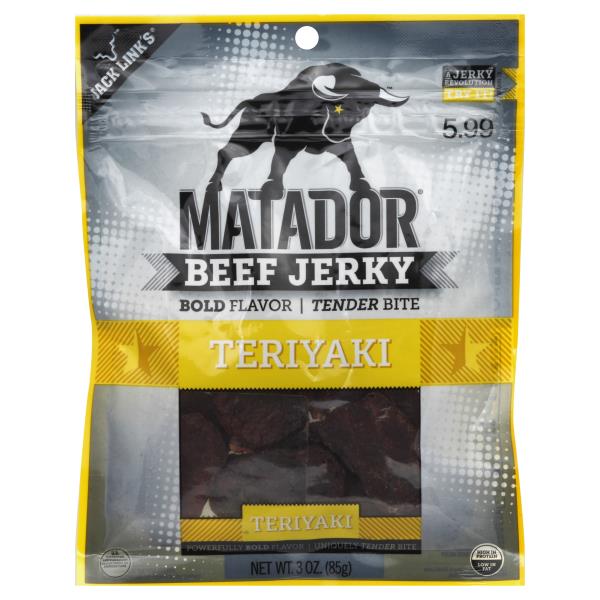 JACK LINK'S
A JERKY
REVOLUTION
TRY IT!
5.99
MATADOR®
BEEF JERKY
BOLD FLAVOR | TENDER BITE
TERIYAKI
TERIYAKI
POWERFULLY BOLD FLAVOR | UNIQUELY TENDER BITE
NET WT. 3 OZ. (85g)
HIGH IN
PROTEIN
LOW IN
FAT